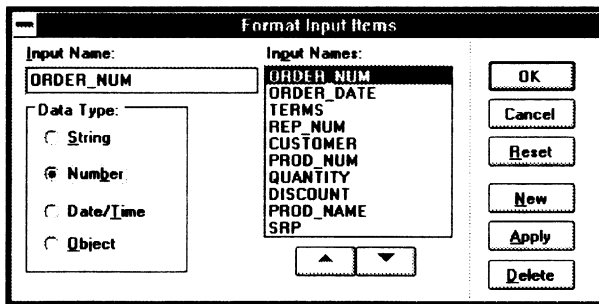 Format Input Items
Input Name:
ORDER_NUM
Data Type:
String
Number
Date/Time
Object
Input Names:
ORDER_NUM
ORDER_DATE
TERMS
REP_NUM
CUSTOMER
PROD_NUM
QUANTITY
DISCOUNT
PROD_NAME
SRP
OK
Cancel
Reset
New
Apply
Delete